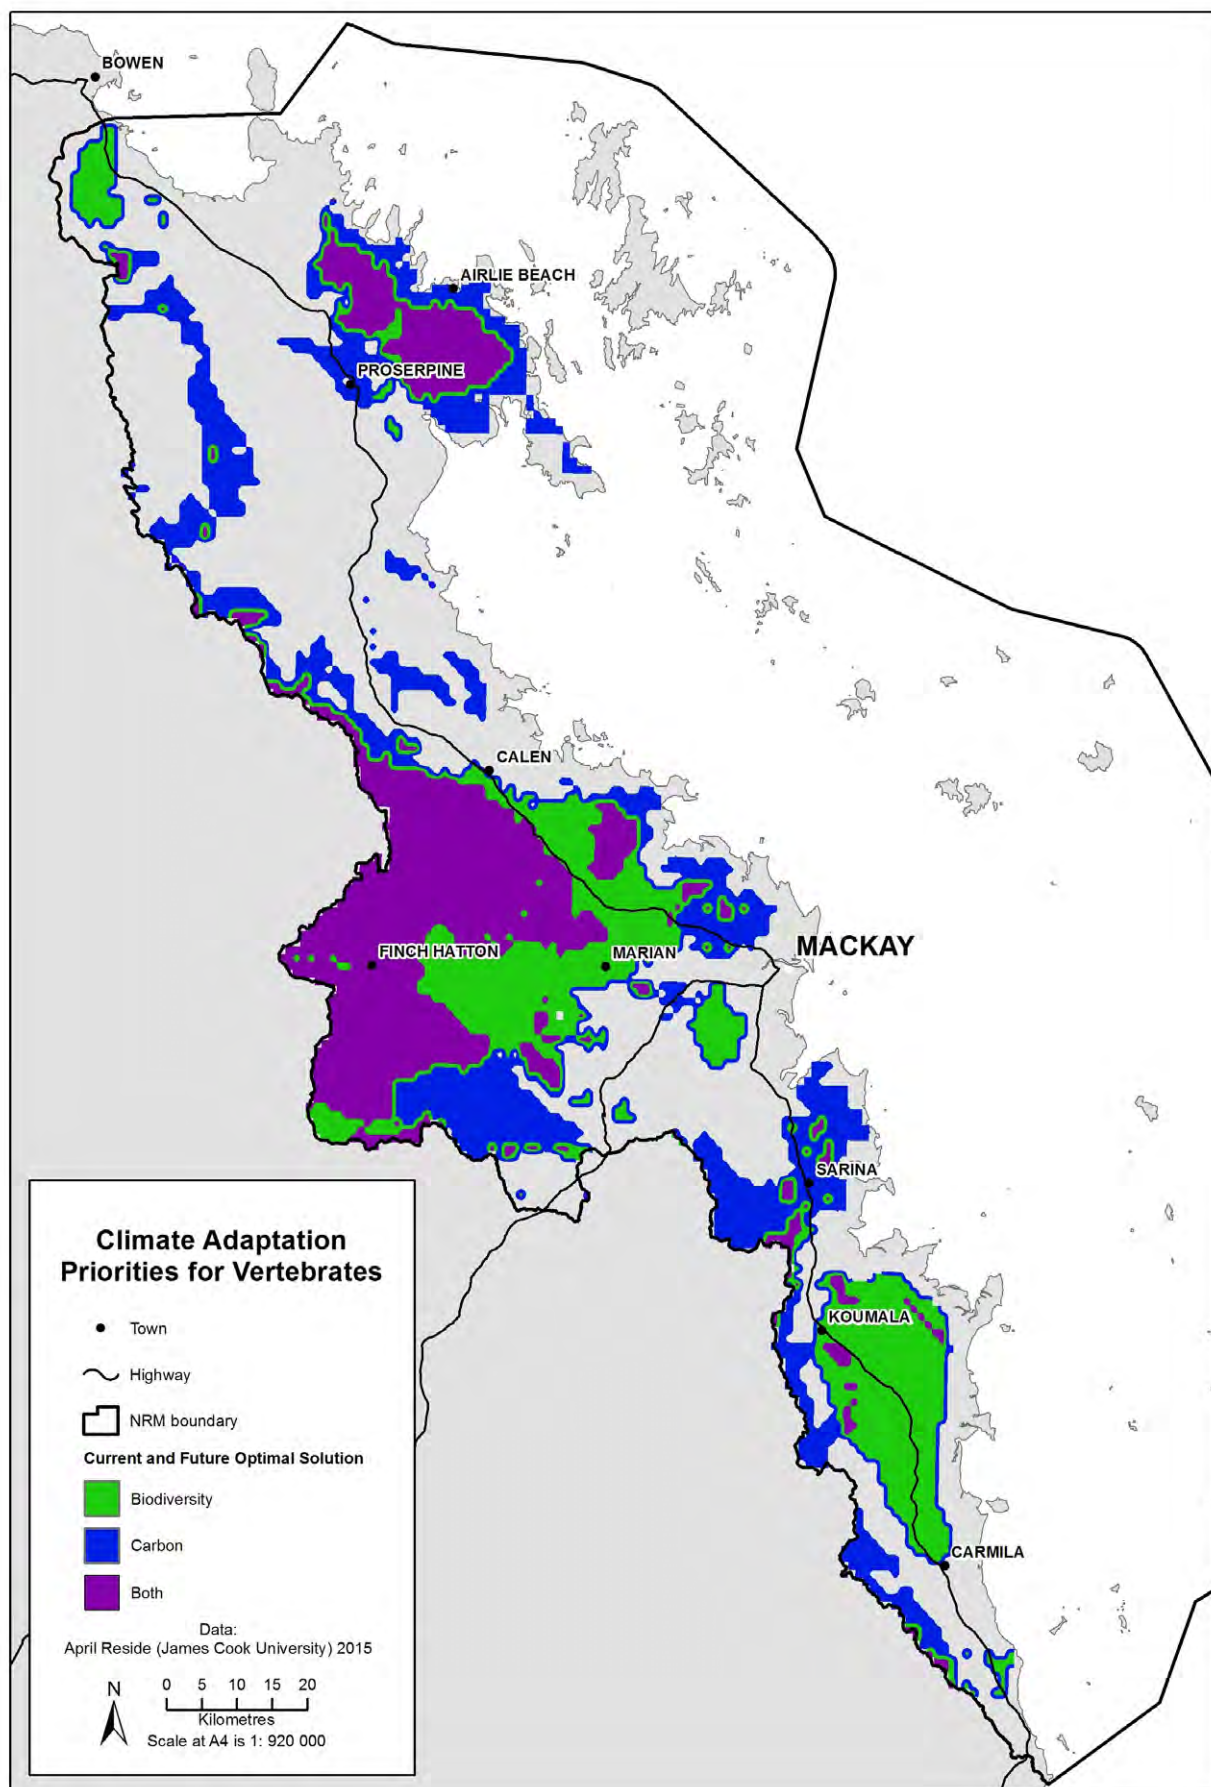 BOWEN
AIRLIE BEACH
PROSERPINE
CALEN
MACKAY
FINCH HATTON
MARIAN
SARINA
KOUMALA
CARMILA
Climate Adaptation
Priorities for Vertebrates
Town
Highway
NRM boundary
Current and Future Optimal Solution
Biodiversity
Carbon
Both
Data:
April Reside (James Cook University) 2015
N
0 5 10 15 20
Kilometres
Scale at A4 is 1: 920 000